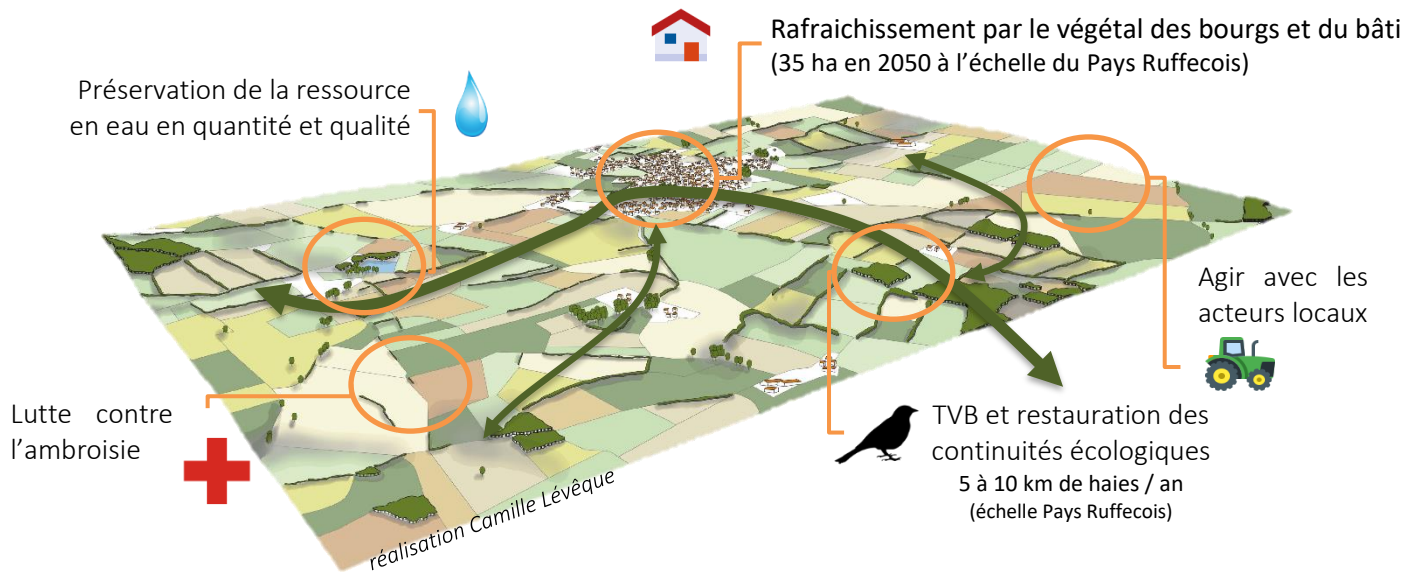 Rafraichissement par le végétal des bourgs et du bâti
(35 ha en 2050 à l’échelle du Pays Ruffecois)
Préservation de la ressource
en eau en quantité et qualité
Agir avec les
acteurs locaux
Lutte contre
l’ambroisie
TVB et restauration des
continuités écologiques
5 à 10 km de haies / an
(échelle Pays Ruffecois)
réalisation Camille Lévêque